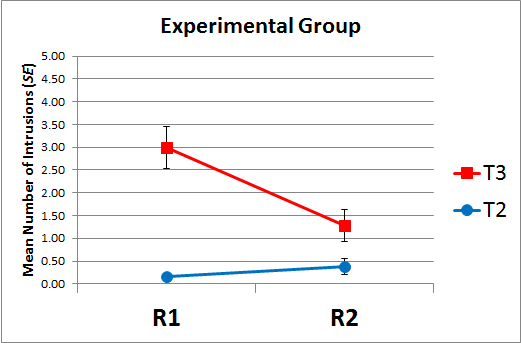 Experimental Group
Mean Number of Intrusions (SE)
5.00
4.50
4.00
3.50
3.00
2.50
2.00
1.50
1.00
0.50
0.00
R1
R2
T3
T2